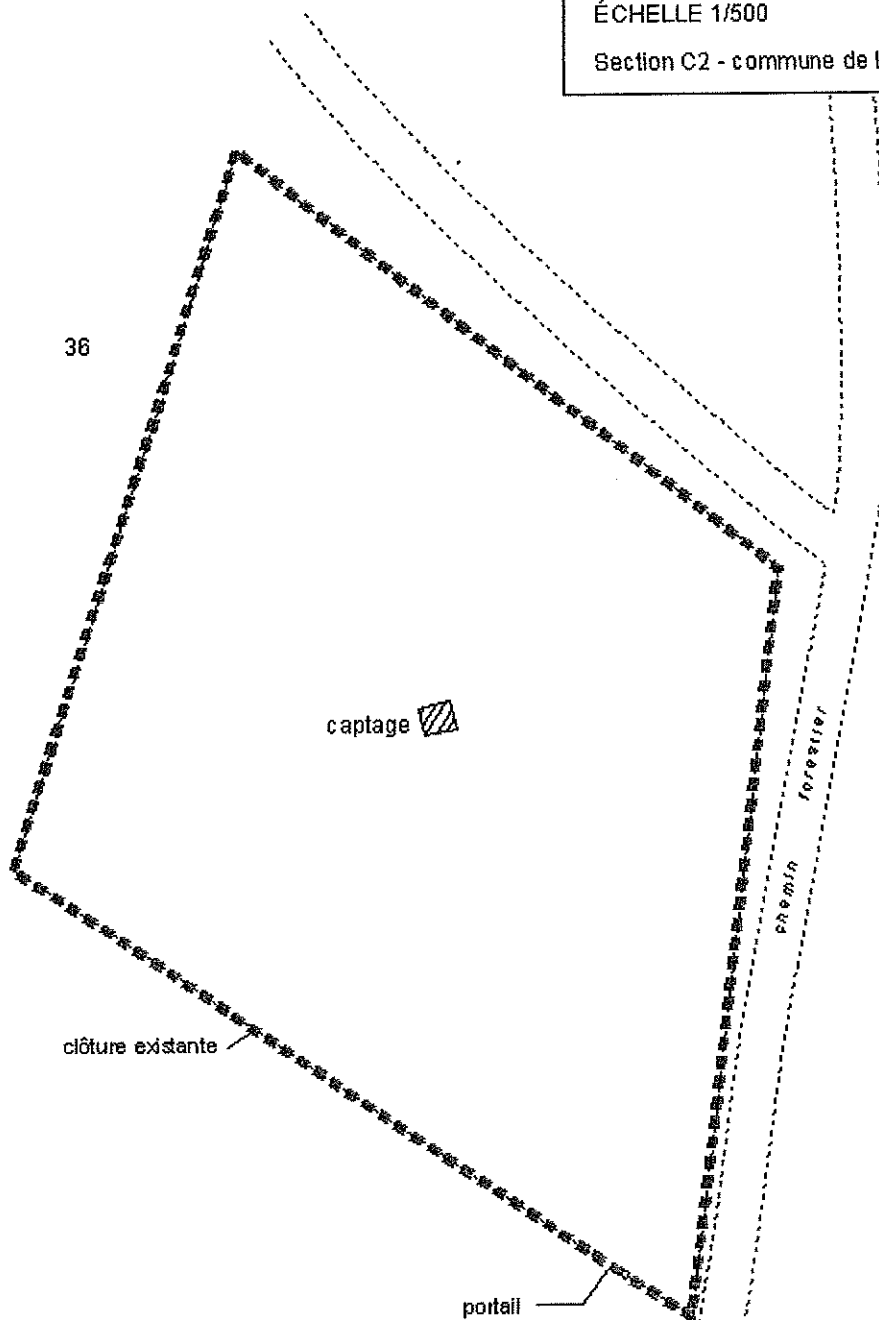 ÉCHELLE 1/500
Section C2 - commune de
36
captage
forestier
chemin
clôture existante
portail